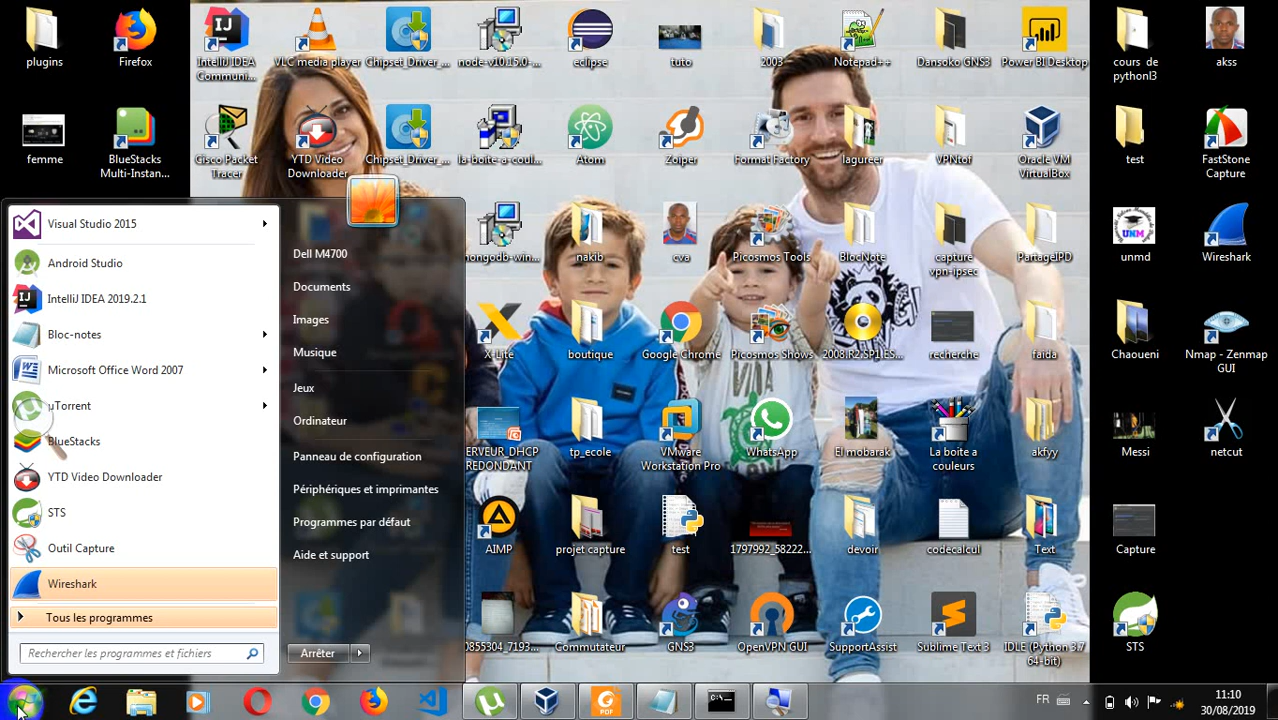 plugins
Firefox
IntelliJ IDEA
Communi...
VLC media player
Chipset_Driver_...
node-v10.15.0-...
eclipse
tuto
2003
Notepad++
Dansoko GNS3
Power BI Desktop
cours de
pythonl3
akss
femme
BlueStacks
Multi-Instan...
Cisco Packet
Tracer
YTD Video
Downloader
Chipset_Driver_...
la-boite-a-coul...
Atom
Zoiper
Format Factory
lagureer
VPNtof
Oracle VM
VirtualBox
test
FastStone
Capture
Visual Studio 2015
Android Studio
IntelliJ IDEA 2019.2.1
Bloc-notes
Microsoft Office Word 2007
uTorrent
BlueStacks
YTD Video Downloader
STS
Outil Capture
Wireshark
Tous les programmes
Rechercher les programmes et fichiers
Dell M4700
Documents
Images
Musique
Jeux
Ordinateur
Panneau de configuration
Périphériques et imprimantes
Programmes par défaut
Aide et support
Arrêter
nongodb-win...
nakib
cva
Picosmos Tools
BlocNote
capture
vpn-ipsec
PartageIPD
UNM
unmd
Wireshark
X-Lite
boutique
Google Chrome
Picosmos Shows
2008.R2.SP1.ES...
recherche
faida
Chaoueni
Nmap - Zenmap
GUI
ERVEUR_DHCP
REDONDANT
tp_ecole
VMware
Workstation Pro
WhatsApp
El mobarak
La boite a
couleurs
akfyy
Messi
netcut
AIMP
projet capture
test
1797992_58222...
devoir
codecalcul
Text
Capture
0855304_7193...
Commutateur
GNS3
OpenVPN GUI
SupportAssist
Sublime Text 3
IDLE (Python 3.7
64-bit)
STS
VIDA
PDF
C:\
FR
11:10
30/08/2019